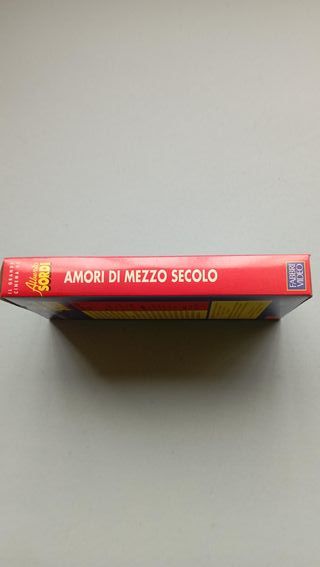 IL GRANDE
CINEMA DI
Alberto
SORDI
AMORI DI MEZZO SECOLO
FABBRI
VIDEO